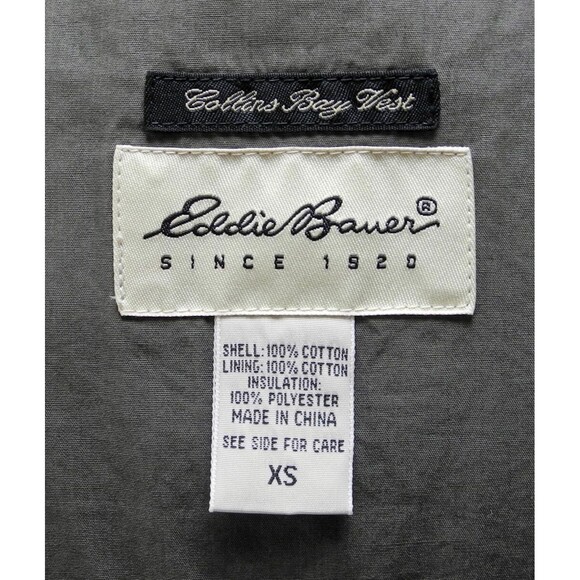 Collins Bay Vest
Eddie Bauer®
SINCE 1920
SHELL: 100% COTTON
LINING: 100% COTTON
INSULATION:
100% POLYESTER
MADE IN CHINA
SEE SIDE FOR CARE
XS